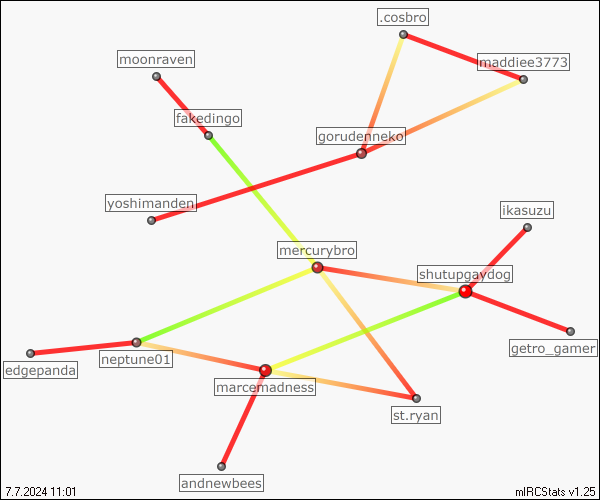 .cosbro
moonraven
maddiee3773
fakedingo
gorudenneko
yoshimanden
ikasuzu
mercurybro
shutupgaydog
getro_gamer
neptune01
edgepanda
marcemadness
st.ryan
andnewbees
7.7.2024 11:01
mIRCStats v1.25